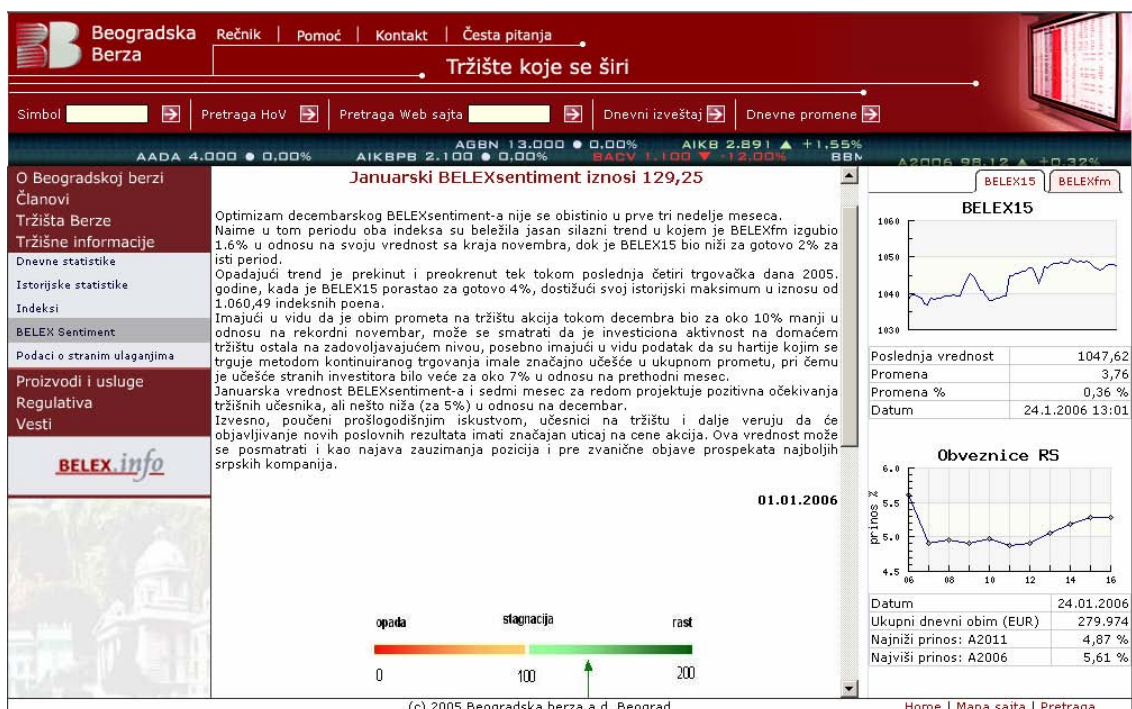 Beogradska
Berza
Rečnik | Pomoć | Kontakt | Česta pitanja
Tržište koje se širi
Simbol
Pretraga HoV
Pretraga Web sajta
Dnevni izveštaj
Dnevne promene
AGBN 13.000 ● 0,00% AIKB 2.891 ▲ +1,55%
AADA 4.000 ● 0,00% AIKBPB 2.100 ● 0,00% BACV 1.100 ▼ -12,00%
A2006 98.12 ▲ +0.32%
O Beogradskoj berzi
Članovi
Tržišta Berze
Tržišne informacije
Dnevne statistike
Istorijske statistike
Indeksi
BELEX Sentiment
Podaci o stranim ulaganjima
Proizvodi i usluge
Regulativa
Vesti
BELEX.info
Januarski BELEXsentiment iznosi 129,25
Optimizam decembarskog BELEXsentiment-a nije se obistinio u prve tri nedelje meseca.
Naime u tom periodu oba indeksa su beležila jasan silazni trend u kojem je BELEXfm izgubio
1.6% u odnosu na svoju vrednost sa kraja novembra, dok je BELEX15 bio niži za gotovo 2% za
isti period.
Opadajući trend je prekinut i preokrenut tek tokom poslednja četiri trgovačka dana 2005.
godine, kada je BELEX15 porastao za gotovo 4%, dostižući svoj istorijski maksimum u iznosu od
1.060,49 indeksnih poena.
Imajući u vidu da je obim prometa na tržištu akcija tokom decembra bio za oko 10% manji u
odnosu na rekordni novembar, može se smatrati da je investiciona aktivnost na domaćem
tržištu ostala na zadovoljavajućem nivou, posebno imajući u vidu podatak da su hartije kojim se
trguje metodom kontinuiranog trgovanja imale značajno učešće u ukupnom prometu, pri čemu
je učešće stranih investitora bilo veće za oko 7% u odnosu na prethodni mesec.
Januarska vrednost BELEXsentiment-a i sedmi mesec za redom projektuje pozitivna očekivanja
tržišnih učesnika, ali nešto niža (za 5%) u odnosu na decembar.
Izvesno, poučeni prošlogodišnjim iskustvom, učesnici na tržištu i dalje veruju da će
objavljivanje novih poslovnih rezultata imati značajan uticaj na cene akcija. Ova vrednost može
se posmatrati i kao najava zauzimanja pozicija i pre zvanične objave prospekata najboljih
srpskih kompanija.
01.01.2006
opada stagnacija rast
0 100 200
BELEX15 BELEXfm
BELEX15
1060
1050
1040
1030
Poslednja vrednost 1047,62
Promena 3,76
Promena % 0,36 %
Datum 24.1.2006 13:01
Obveznice RS
prinos %
6.0
5.5
5.0
4.5
06 08 10 12 14 16
Datum 24.01.2006
Ukupni dnevni obim (EUR) 279.974
Najniži prinos: A2011 4,87 %
Najviši prinos: A2006 5,61 %
(c) 2005 Beogradska berza a.d. Beograd
Home | Mapa sajta | Pretraga